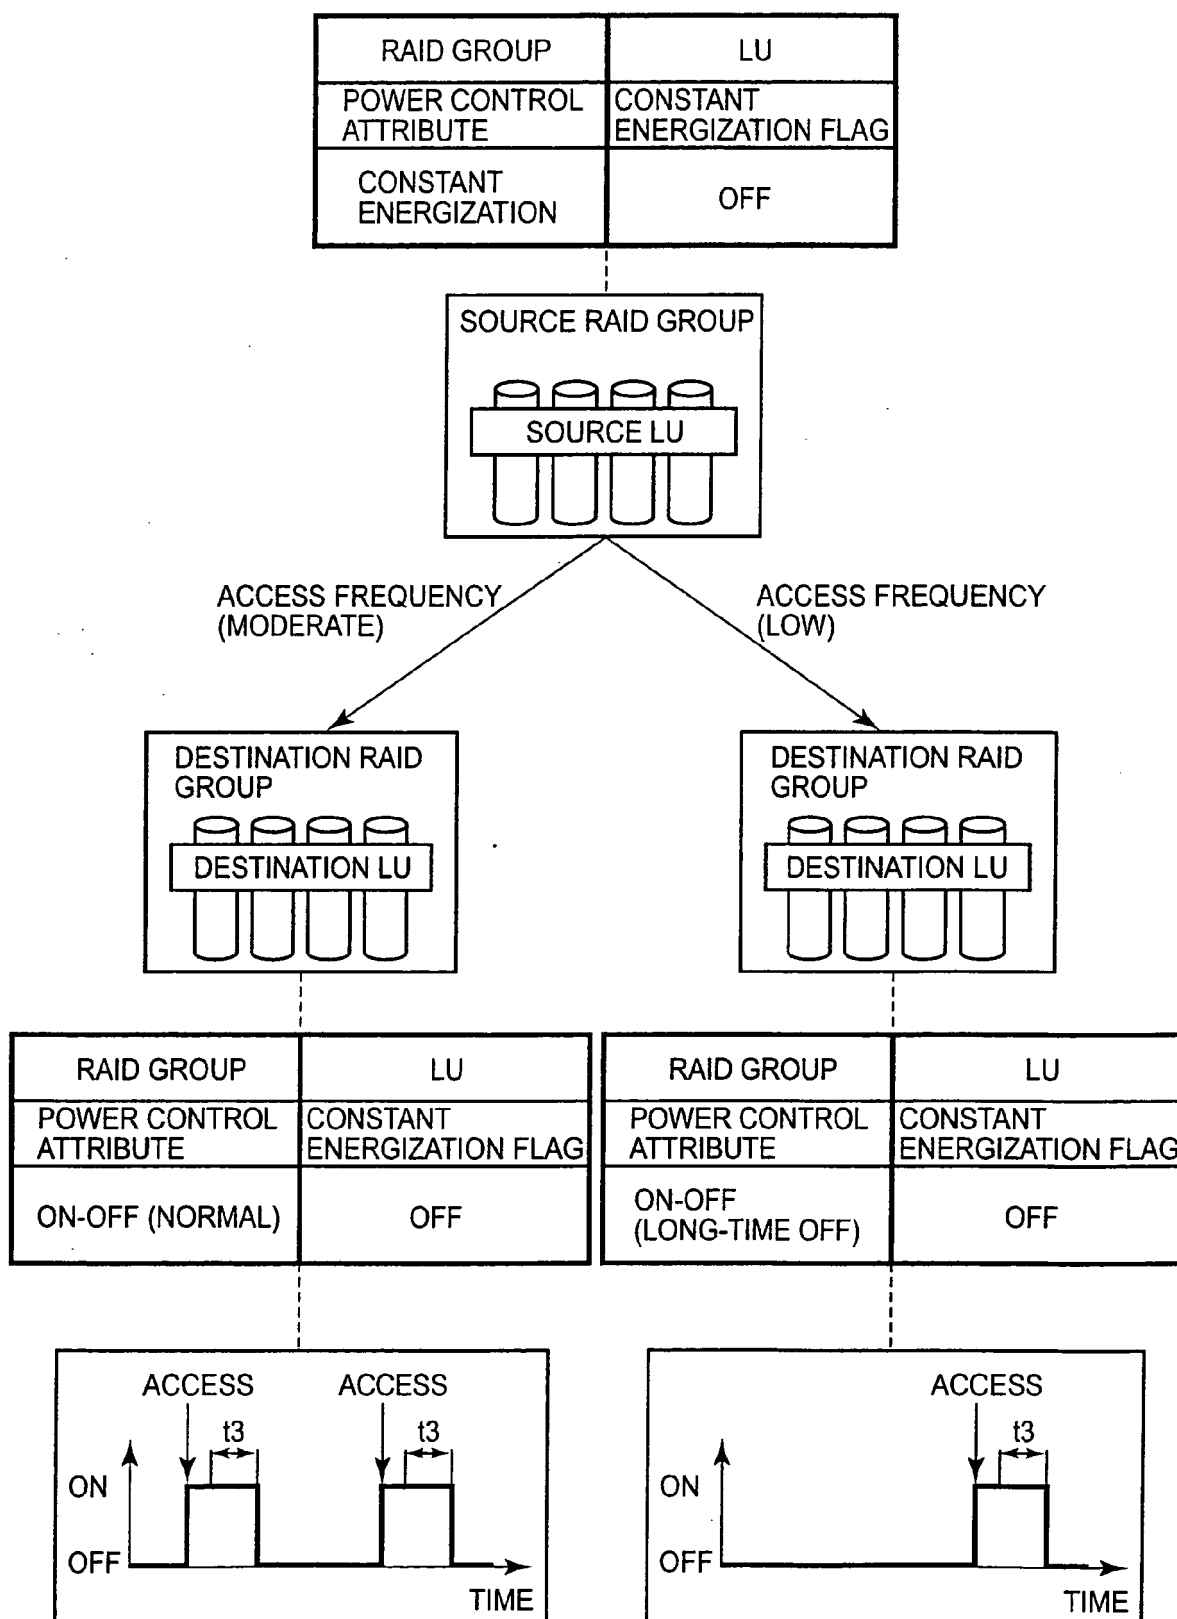 RAID GROUP
LU
POWER CONTROL
ATTRIBUTE
CONSTANT
ENERGIZATION FLAG
CONSTANT
ENERGIZATION
OFF
SOURCE RAID GROUP
SOURCE LU
ACCESS FREQUENCY
(MODERATE)
ACCESS FREQUENCY
(LOW)
DESTINATION RAID
GROUP
DESTINATION LU
DESTINATION RAID
GROUP
DESTINATION LU
RAID GROUP
LU
POWER CONTROL
ATTRIBUTE
CONSTANT
ENERGIZATION FLAG
ON-OFF (NORMAL)
OFF
RAID GROUP
LU
POWER CONTROL
ATTRIBUTE
CONSTANT
ENERGIZATION FLAG
ON-OFF
(LONG-TIME OFF)
OFF
ACCESS
ACCESS
t3
t3
ON
OFF
TIME
ACCESS
t3
ON
OFF
TIME